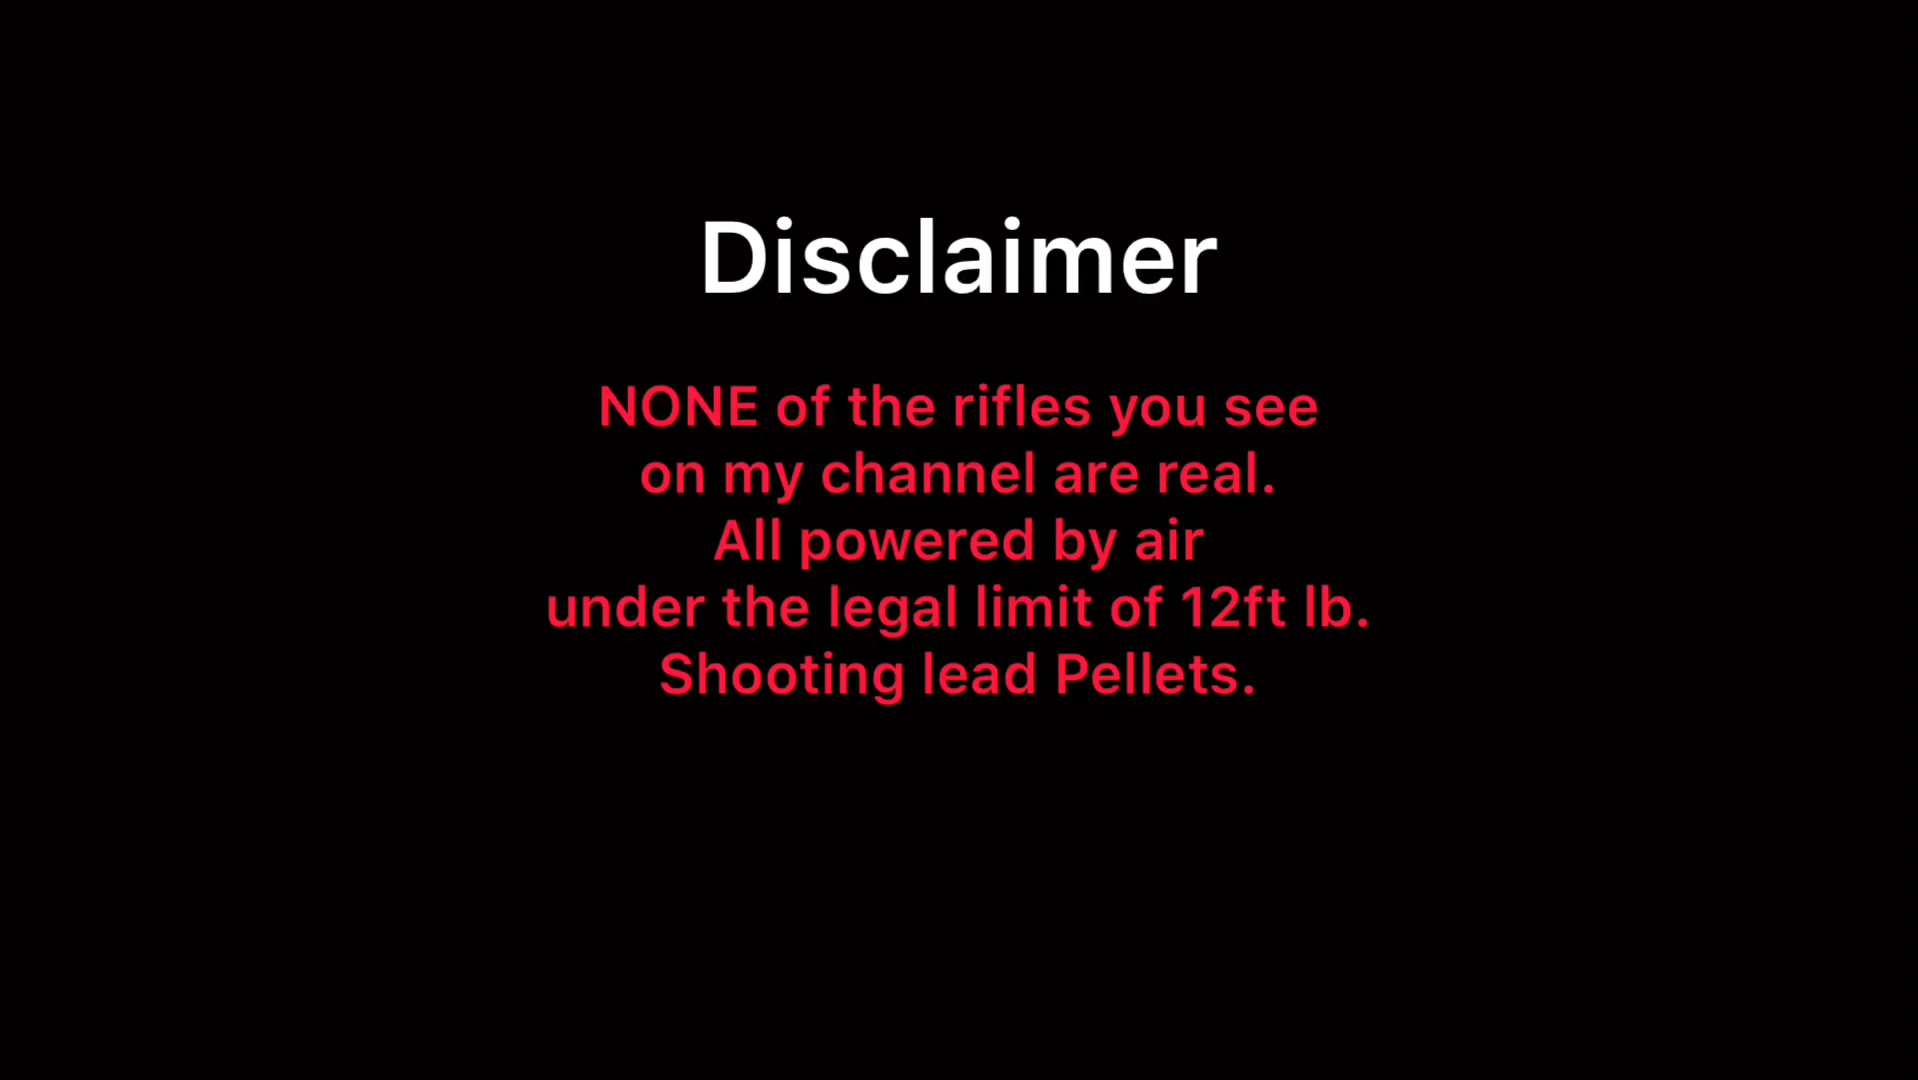 Disclaimer
NONE of the rifles you see
on my channel are real.
All powered by air
under the legal limit of 12ft lb.
Shooting lead Pellets.